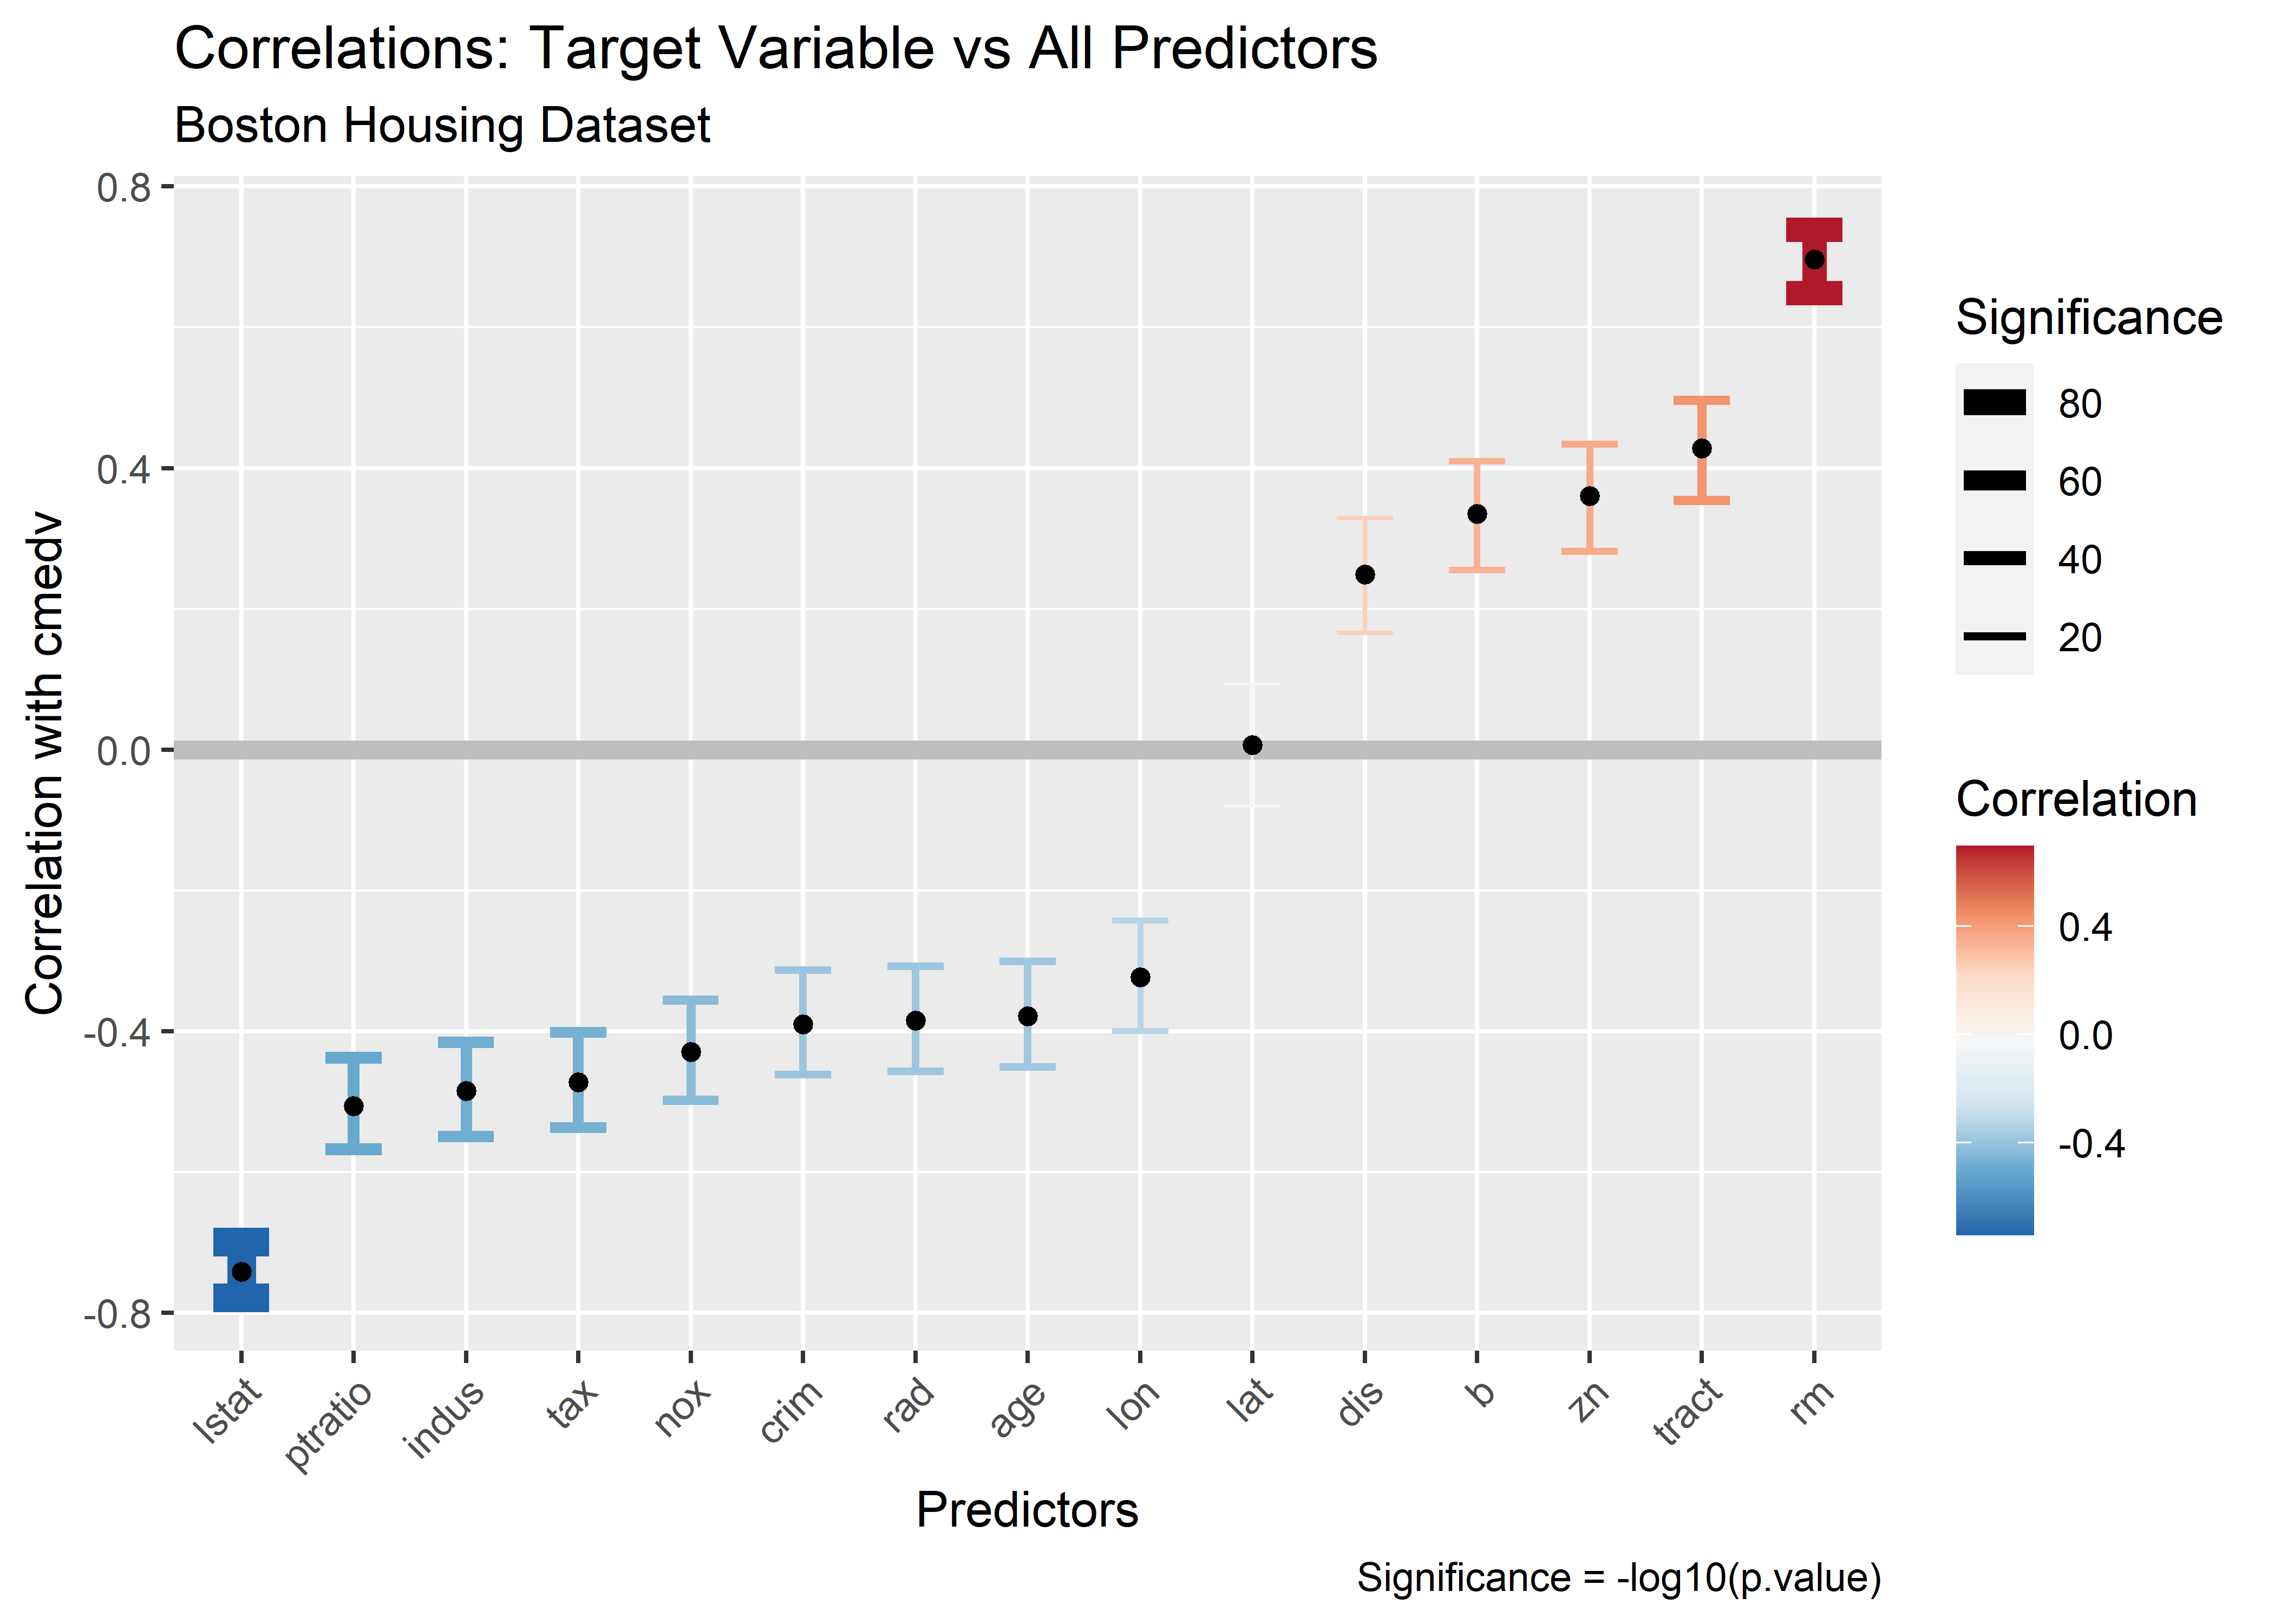 Correlations: Target Variable vs All Predictors
Boston Housing Dataset
Correlation with cmedv
0.8
0.4
0.0
-0.4
-0.8
lstat
ptratio
indus
tax
nox
crim
rad
age
lon
lat
dis
b
zn
tract
rm
Predictors
Significance
80
60
40
20
Correlation
0.4
0.0
-0.4
Significance = -log10(p.value)